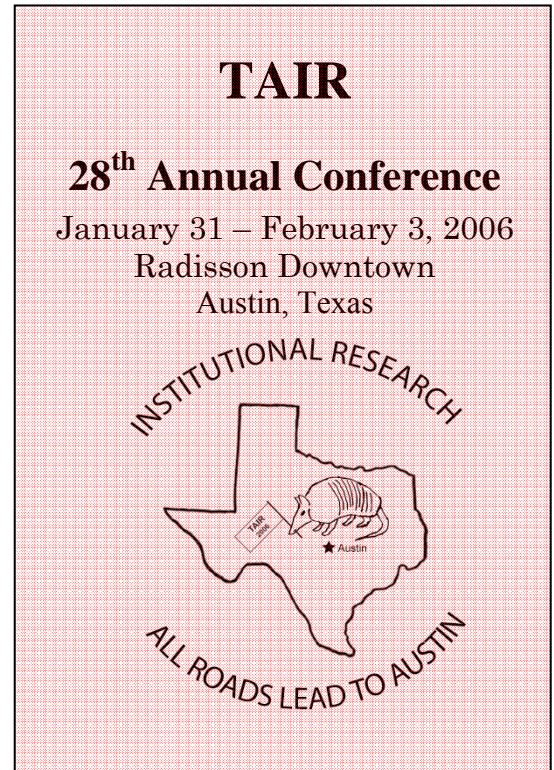 TAIR
28th Annual Conference
January 31 – February 3, 2006
Radisson Downtown
Austin, Texas
INSTITUTIONAL RESEARCH
TAIR
2006
Austin
ALL ROADS LEAD TO AUSTIN